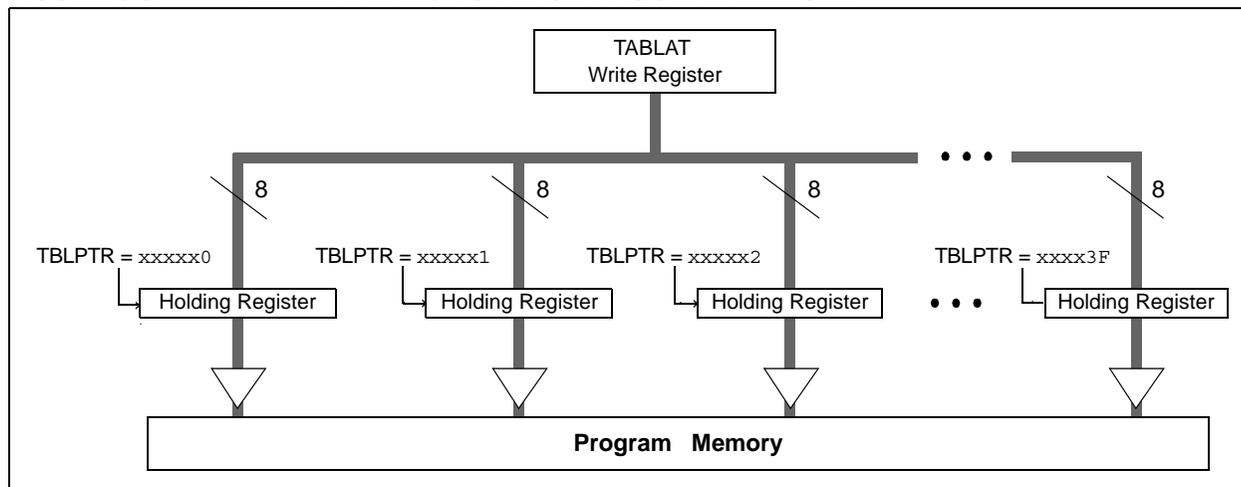 TABLAT
Write Register
8 8 8 8
TBLPTR = xxxxx0 TBLPTR = xxxxx1 TBLPTR = xxxxx2 TBLPTR = xxxx3F
Holding Register Holding Register Holding Register Holding Register
Program Memory